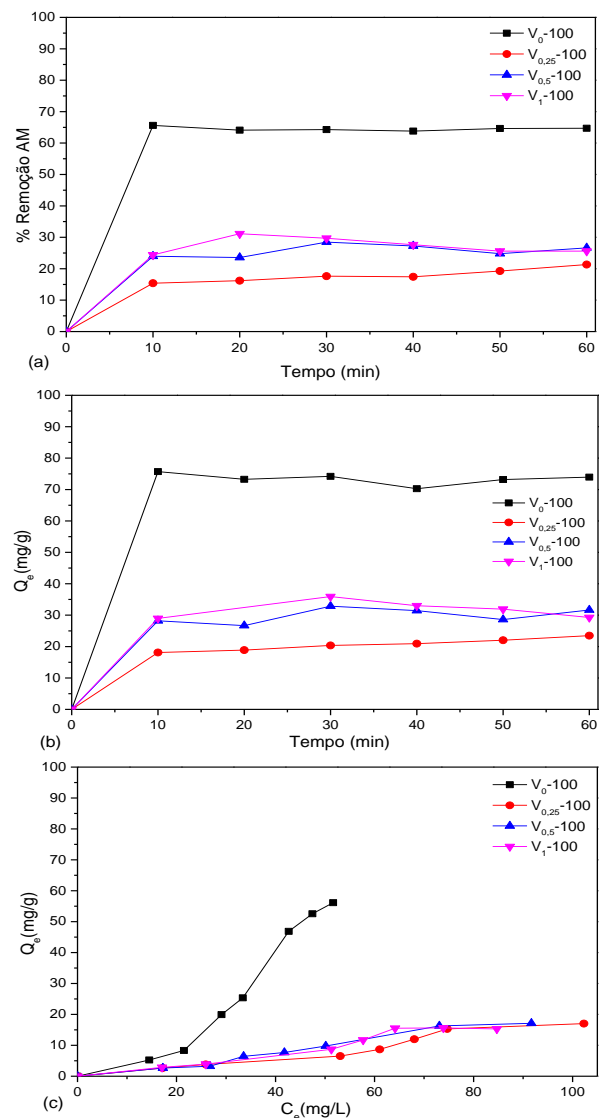 100
90
80
70
60
50
40
30
20
10
0
% Remoção AM
V0-100
V0,25-100
V0,5-100
V1-100
0 10 20 30 40 50 60
(a)
Tempo (min)
100
90
80
70
60
50
40
30
20
10
0
Qe(mg/g)
V0-100
V0,25-100
V0,5-100
V1-100
0 10 20 30 40 50 60
(b)
Tempo (min)
100
90
80
70
60
50
40
30
20
10
0
Qe(mg/g)
V0-100
V0,25-100
V0,5-100
V1-100
0 20 40 60 80 100
(c)
Ce(mg/L)